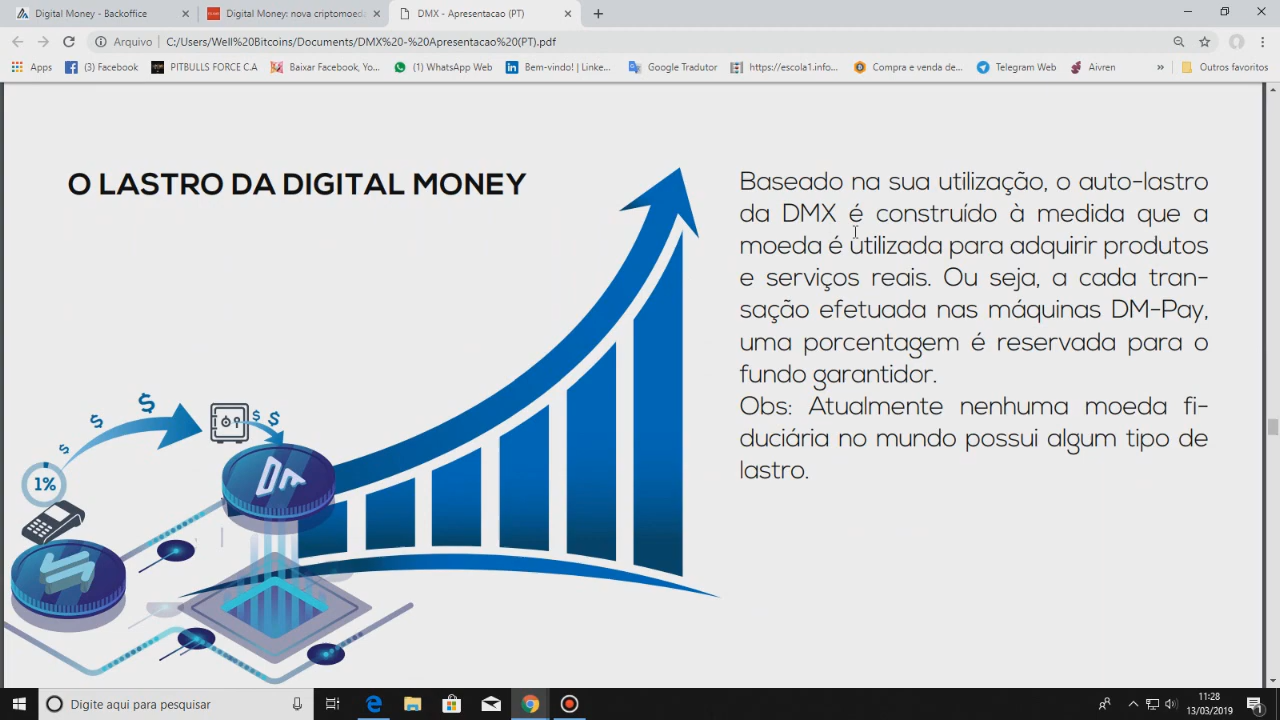 Digital Money - Backoffice
Digital Money: nova criptomoeda
DMX - Apresentacao (PT)
Arquivo
C:/Users/Well%20Bitcoins/Documents/DMX%20-%20Apresentacao%20(PT).pdf
Apps
(3) Facebook
PITBULLS FORCE C.A
Baixar Facebook, Yo...
(1) WhatsApp Web
Bem-vindo! | Linke...
Google Tradutor
https://escola1.info...
Compra e venda de...
Telegram Web
Aivren
»
Outros favoritos
O LASTRO DA DIGITAL MONEY
Baseado na sua utilização, o auto-lastro
da DMX é construído à medida que a
moeda é utilizada para adquirir produtos
e serviços reais. Ou seja, a cada tran-
sação efetuada nas máquinas DM-Pay,
uma porcentagem é reservada para o
fundo garantidor.
Obs: Atualmente nenhuma moeda fi-
duciária no mundo possui algum tipo de
lastro.
$ $ $
$ $
1%
Digite aqui para pesquisar
11:28
13/03/2019
1